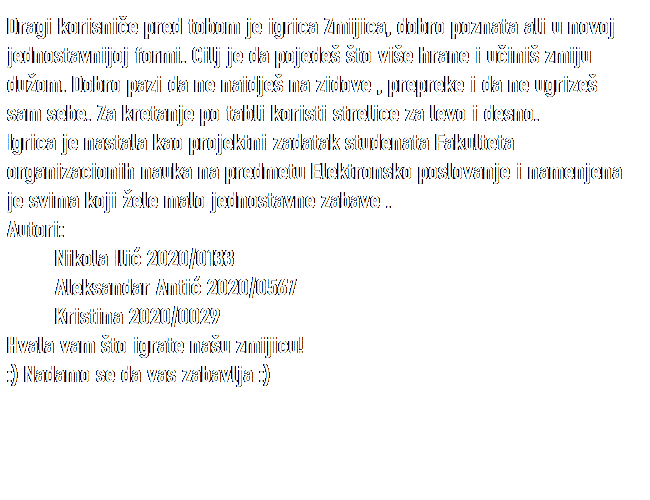 Dragi korisniče pred tobom je igrica Zmijica, dobro poznata ali u novoj
jednostavnijoj formi. Cilj je da pojedeš što više hrane i učiniš zmiju
dužom. Dobro pazi da ne naidješ na zidove , prepreke i da ne ugrizeš
sam sebe. Za kretanje po tabli koristi strelice za levo i desno.
Igrica je nastala kao projektni zadatak studenata Fakulteta
organizacionih nauka na predmetu Elektronsko poslovanje i namenjena
je svima koji žele malo jednostavne zabave .
Autori:
Nikola Ilić 2020/0133
Aleksandar Antić 2020/0567
Kristina 2020/0029
Hvala vam što igrate našu zmijicu!
:) Nadamo se da vas zabavlja :)